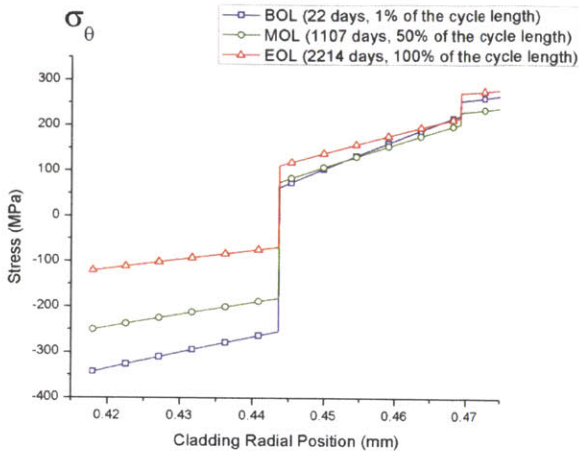 σθ
BOL (22 days, 1% of the cycle length)
MOL (1107 days, 50% of the cycle length)
EOL (2214 days, 100% of the cycle length)
300
200
100
0
-100
-200
-300
-400
Stress (MPa)
0.42 0.43 0.44 0.45 0.46 0.47
Cladding Radial Position (mm)